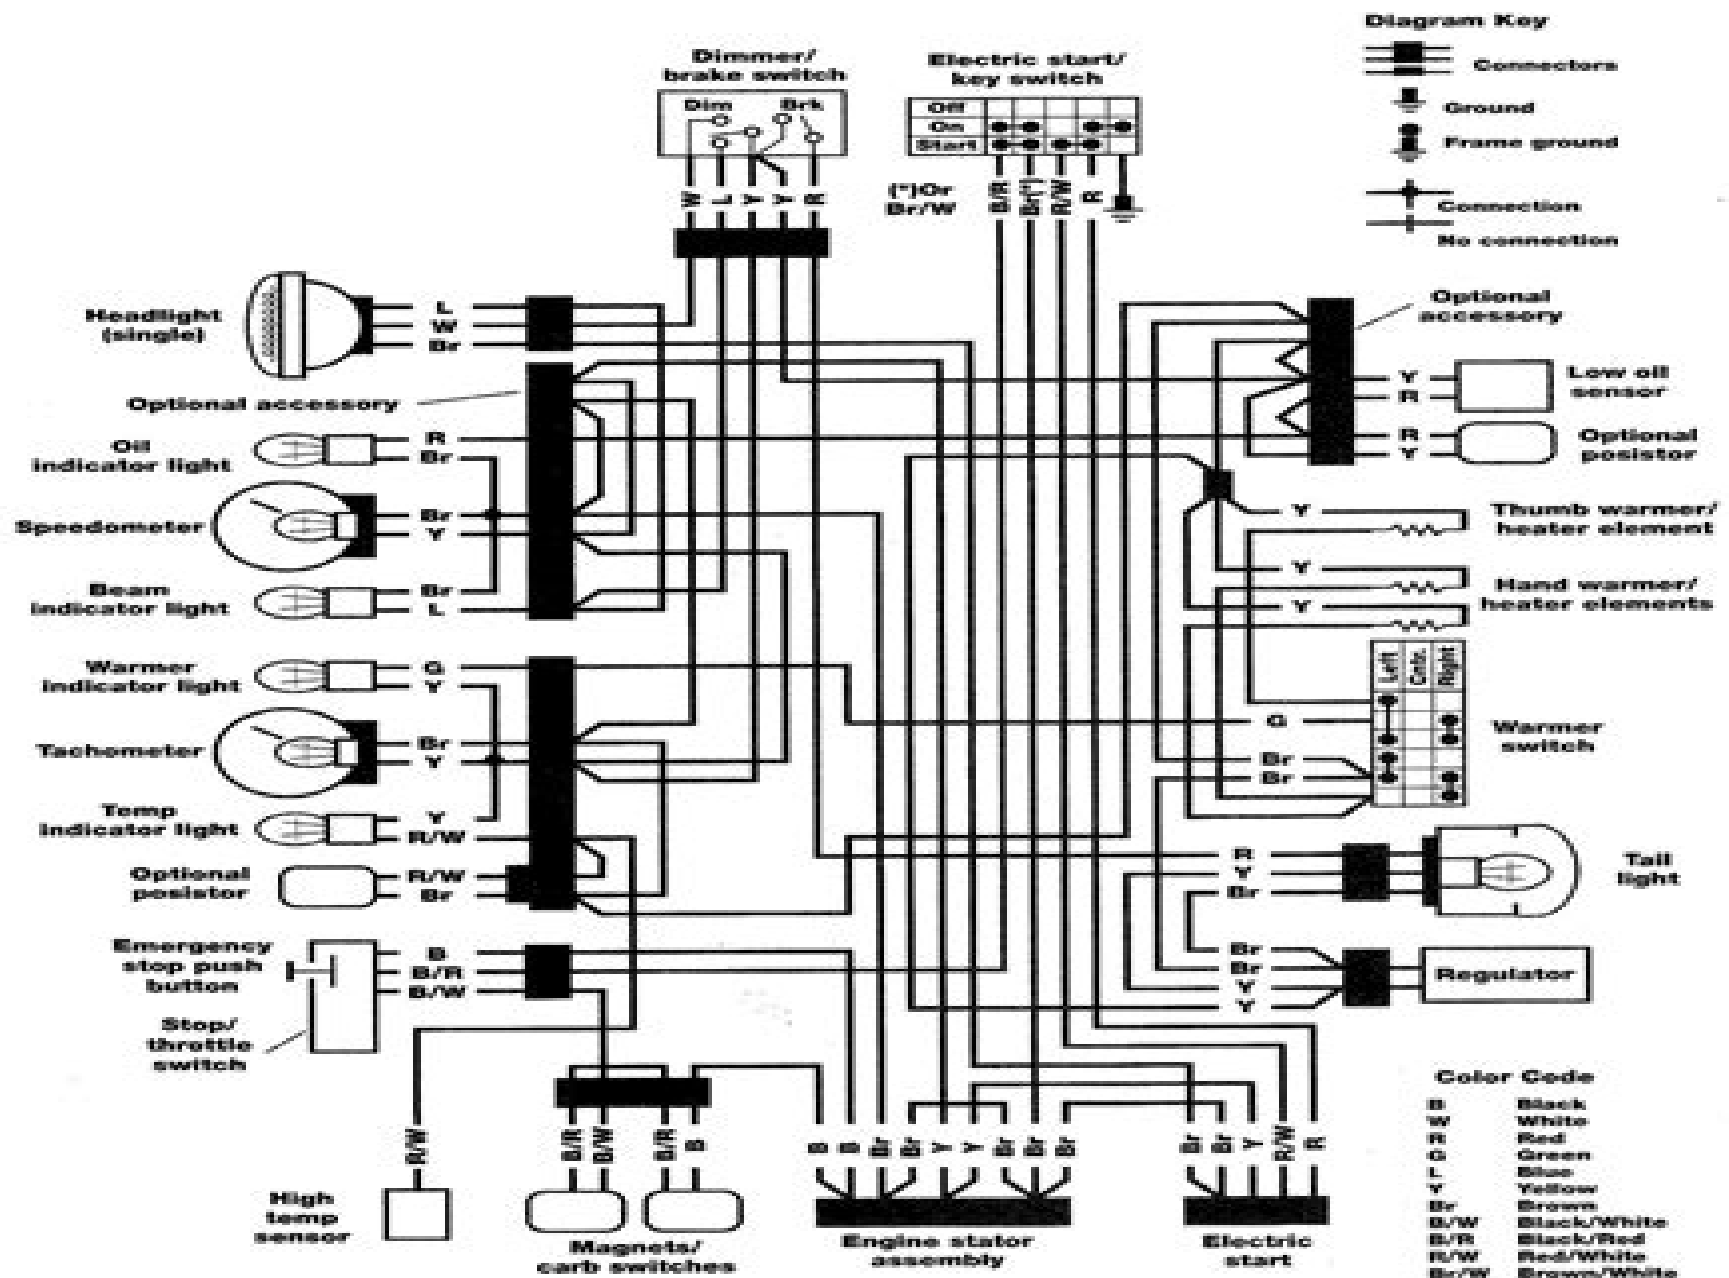 Diagram Key
Connectors
Ground
Frame ground
Connection
No connection
Dimmer/
brake switch
Dim Brk
W L Y Y R
Electric start/
key switch
Off
On
Start
(*)Or
Br/W
B/R Br(*) R/W R
Headlight
(single)
L
W
Br
Optional accessory
Oil
indicator light
R
Br
Speedometer
Br
Y
Beam
indicator light
Br
L
Warmer
indicator light
G
Y
Tachometer
Br
Y
Temp
indicator light
Y
R/W
Optional
posistor
R/W
Br
Emergency
stop push
button
B
B/R
B/W
Stop/
throttle
switch
Optional
accessory
Low oil
sensor
Y
R
Optional
posistor
R
Y
Thumb warmer/
heater element
Y
Hand warmer/
heater elements
Y
Y
Left Cntr. Right
Warmer
switch
G
Br
Br
Tail
light
R
Y
Br
Regulator
Br
Br
Y
Y
R/W
High
temp
sensor
B/R B/W B/R B
Magnets/
carb switches
B B Br Br Y Y Br Br Br
Engine stator
assembly
Br Br Y R/W R
Electric
start
Color Code
B Black
W White
R Red
G Green
L Blue
Y Yellow
Br Brown
B/W Black/White
B/R Black/Red
R/W Red/White
Br/W Brown/White